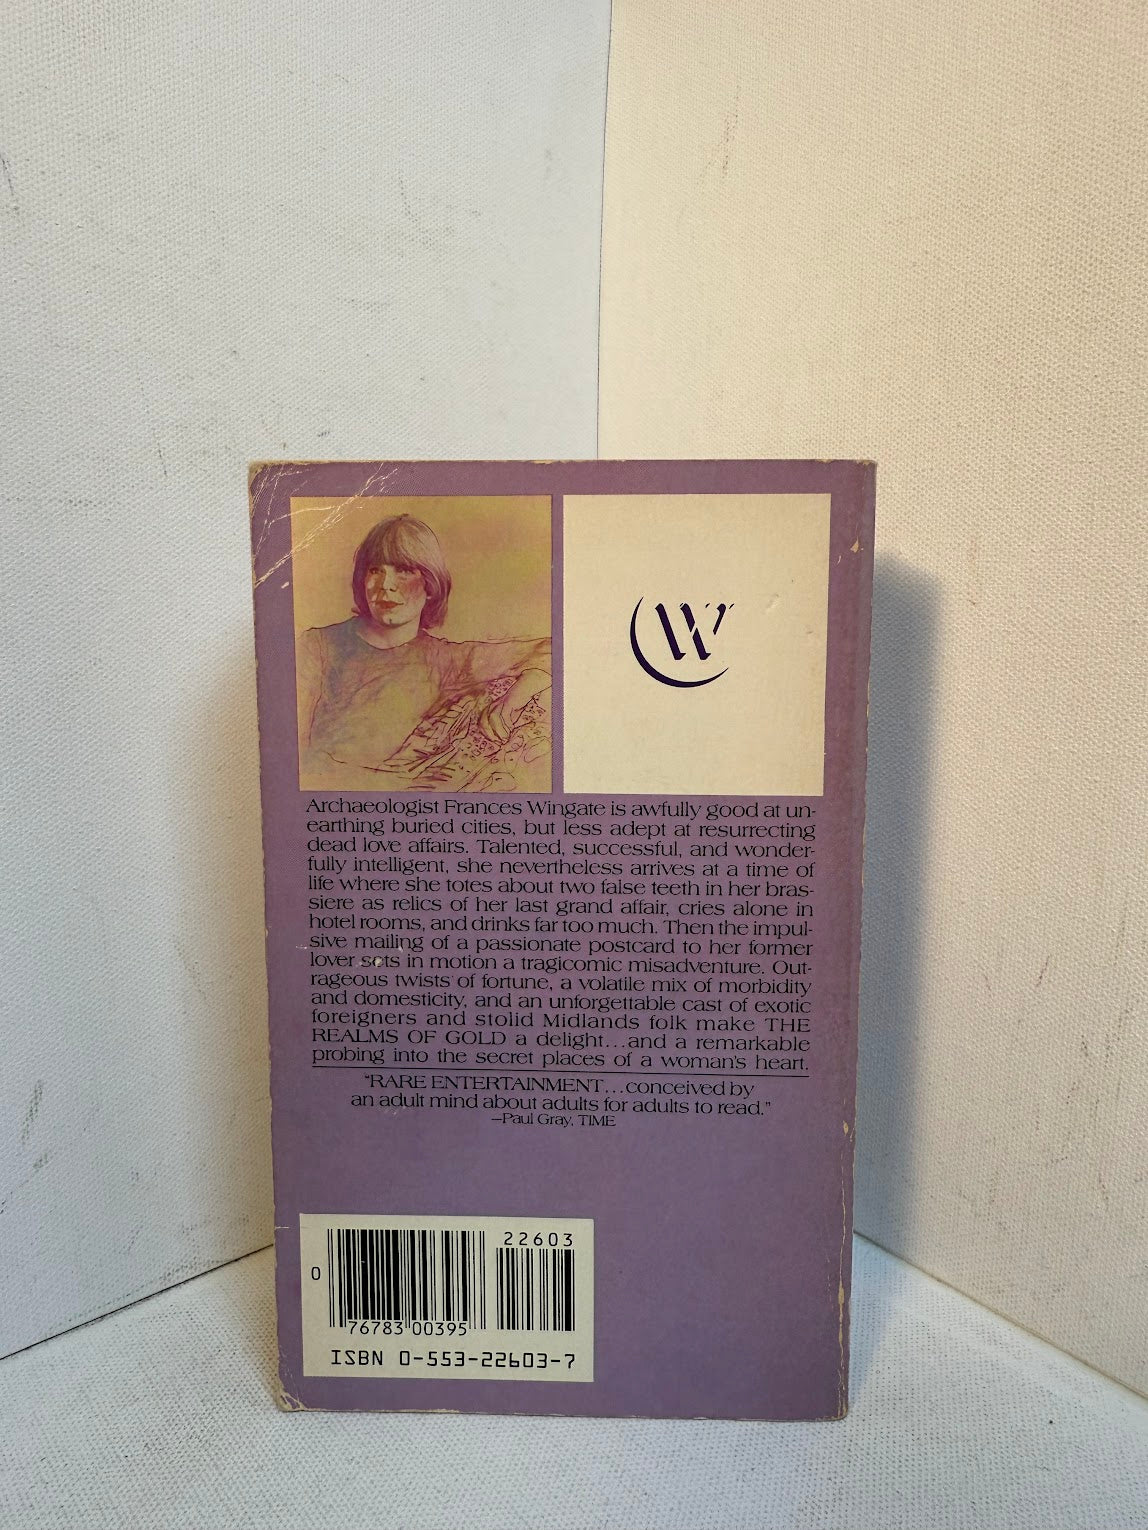 W
Archaeologist Frances Wingate is awfully good at un-
earthing buried cities, but less adept at resurrecting
dead love affairs. Talented, successful, and wonder-
fully intelligent, she nevertheless arrives at a time of
life where she totes about two false teeth in her bras-
siere as relics of her last grand affair, cries alone in
hotel rooms, and drinks far too much. Then the impul-
sive mailing of a passionate postcard to her former
lover sets in motion a tragicomic misadventure. Out-
rageous twists of fortune, a volatile mix of morbidity
and domesticity, and an unforgettable cast of exotic
foreigners and stolid Midlands folk make THE
REALMS OF GOLD a delight...and a remarkable
probing into the secret places of a woman's heart.
"RARE ENTERTAINMENT...conceived by
an adult mind about adults for adults to read."
—Paul Gray, TIME
22603
0
76783 00395
ISBN 0-553-22603-7